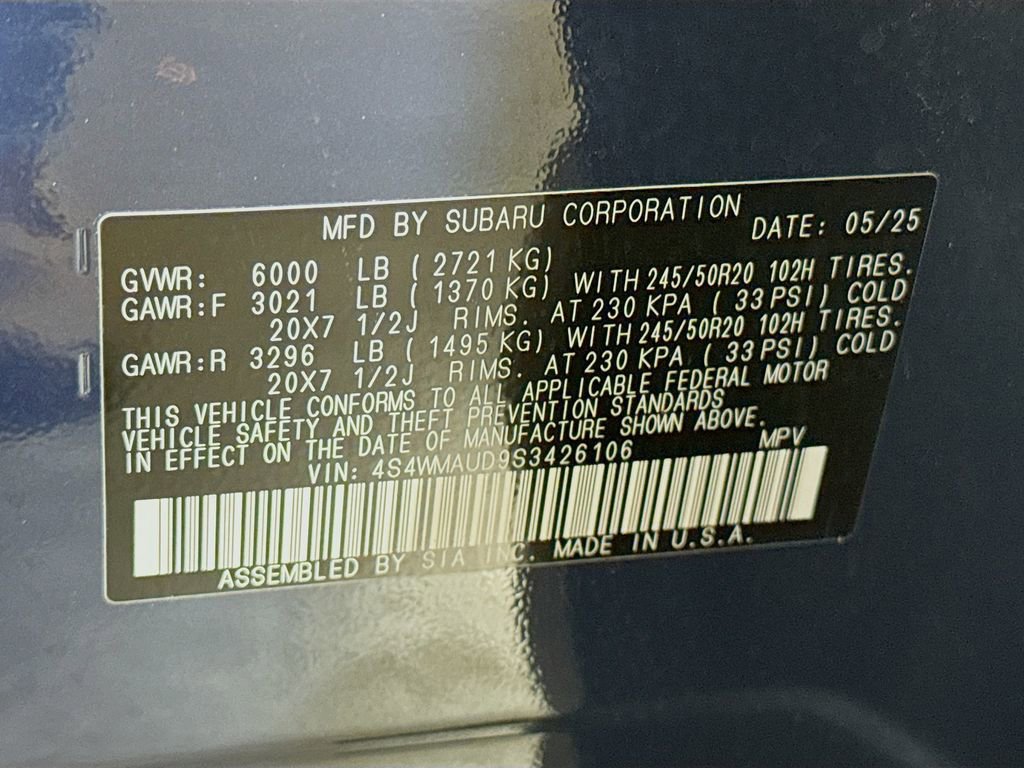 MFD BY SUBARU CORPORATION DATE: 05/25
GVWR: 6000 LB ( 2721 KG)
GAWR:F 3021 LB ( 1370 KG) WITH 245/50R20 102H TIRES.
20X7 1/2J RIMS. AT 230 KPA ( 33 PSI) COLD
GAWR:R 3296 LB ( 1495 KG) WITH 245/50R20 102H TIRES.
20X7 1/2J RIMS. AT 230 KPA ( 33 PSI) COLD
THIS VEHICLE CONFORMS TO ALL APPLICABLE FEDERAL MOTOR
VEHICLE SAFETY AND THEFT PREVENTION STANDARDS
IN EFFECT ON THE DATE OF MANUFACTURE SHOWN ABOVE.
VIN: 4S4WMAUD9S3426106 MPV
ASSEMBLED BY SIA INC. MADE IN U.S.A.